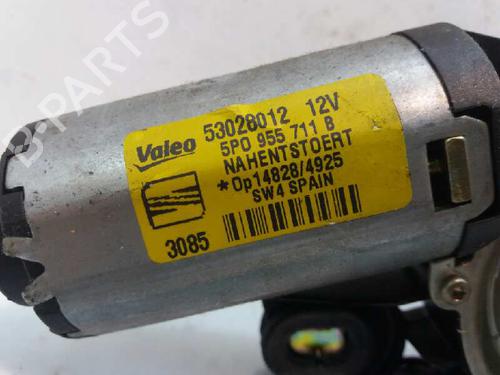 Valeo 53028012 12V
5P0 955 711 B
NAHENTSTOERT
*Op14828/4925
SW4 SPAIN
3085
B-PARTS